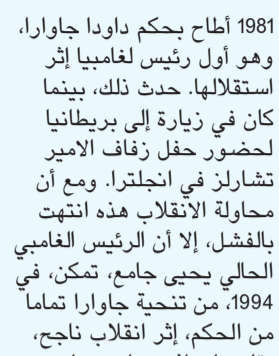 1981 أطاح بحكم داودا جاوارا،
وهو أول رئيس لغامبيا إثر
استقلالها. حدث ذلك، بينما
كان في زيارة إلى بريطانيا
لحضور حفل زفاف الامير
تشارلز في انجلترا. ومع أن
محاولة الانقلاب هذه انتهت
بالفشل، إلا أن الرئيس الغامبي
الحالي يحيى جامع، تمكن، في
1994، من تنحية جاوارا تماما
من الحكم، إثر انقلاب ناجح،